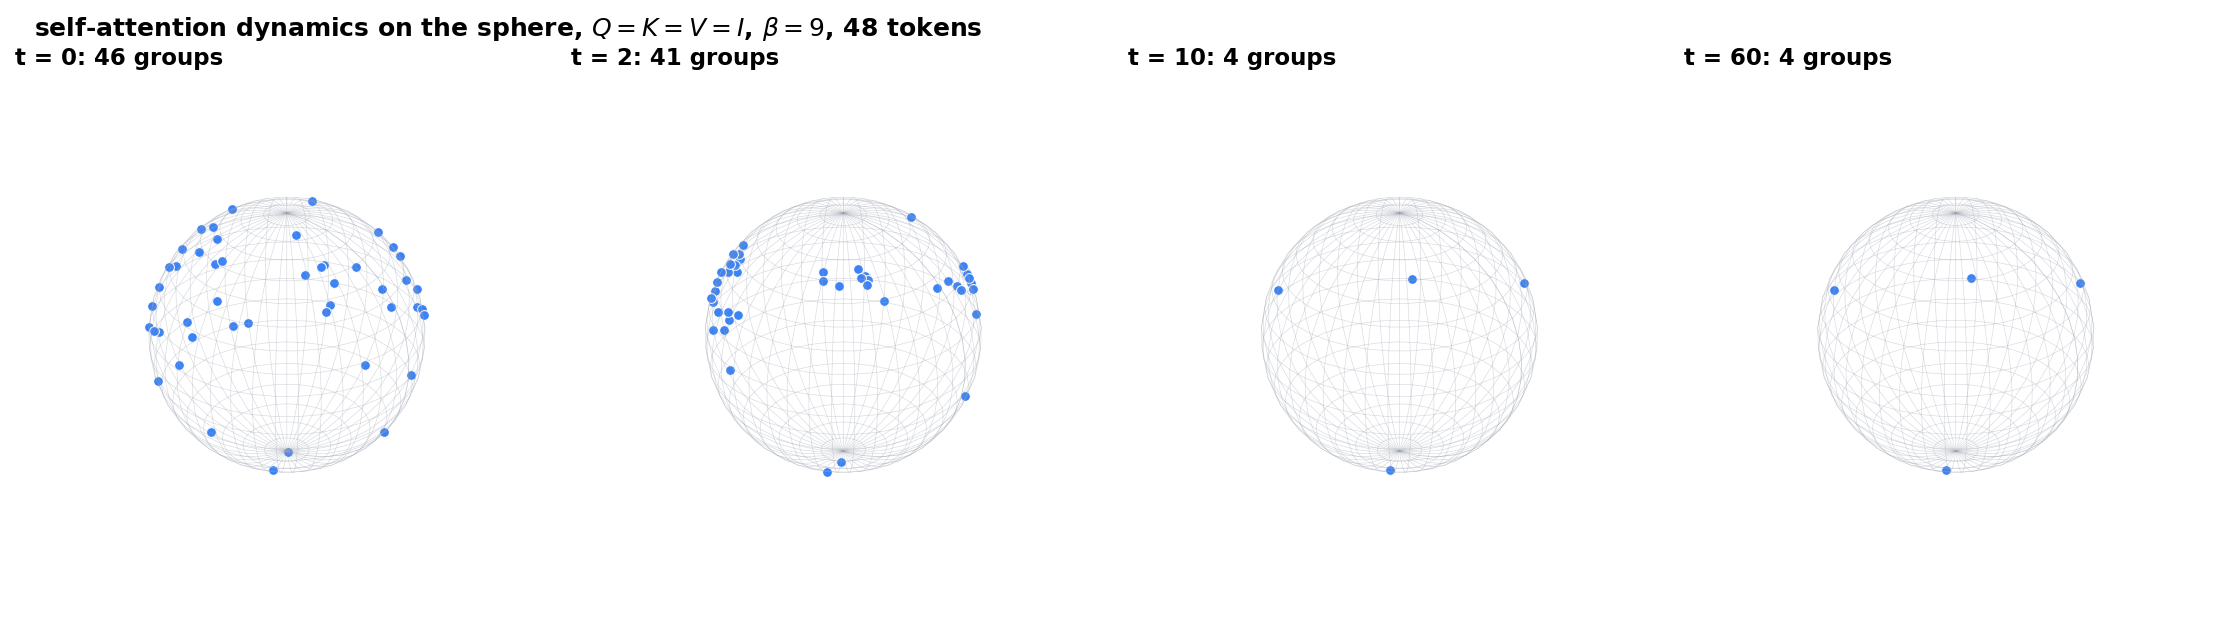 self-attention dynamics on the sphere, Q = K = V = I, β = 9, 48 tokens
t = 0: 46 groups
t = 2: 41 groups
t = 10: 4 groups
t = 60: 4 groups